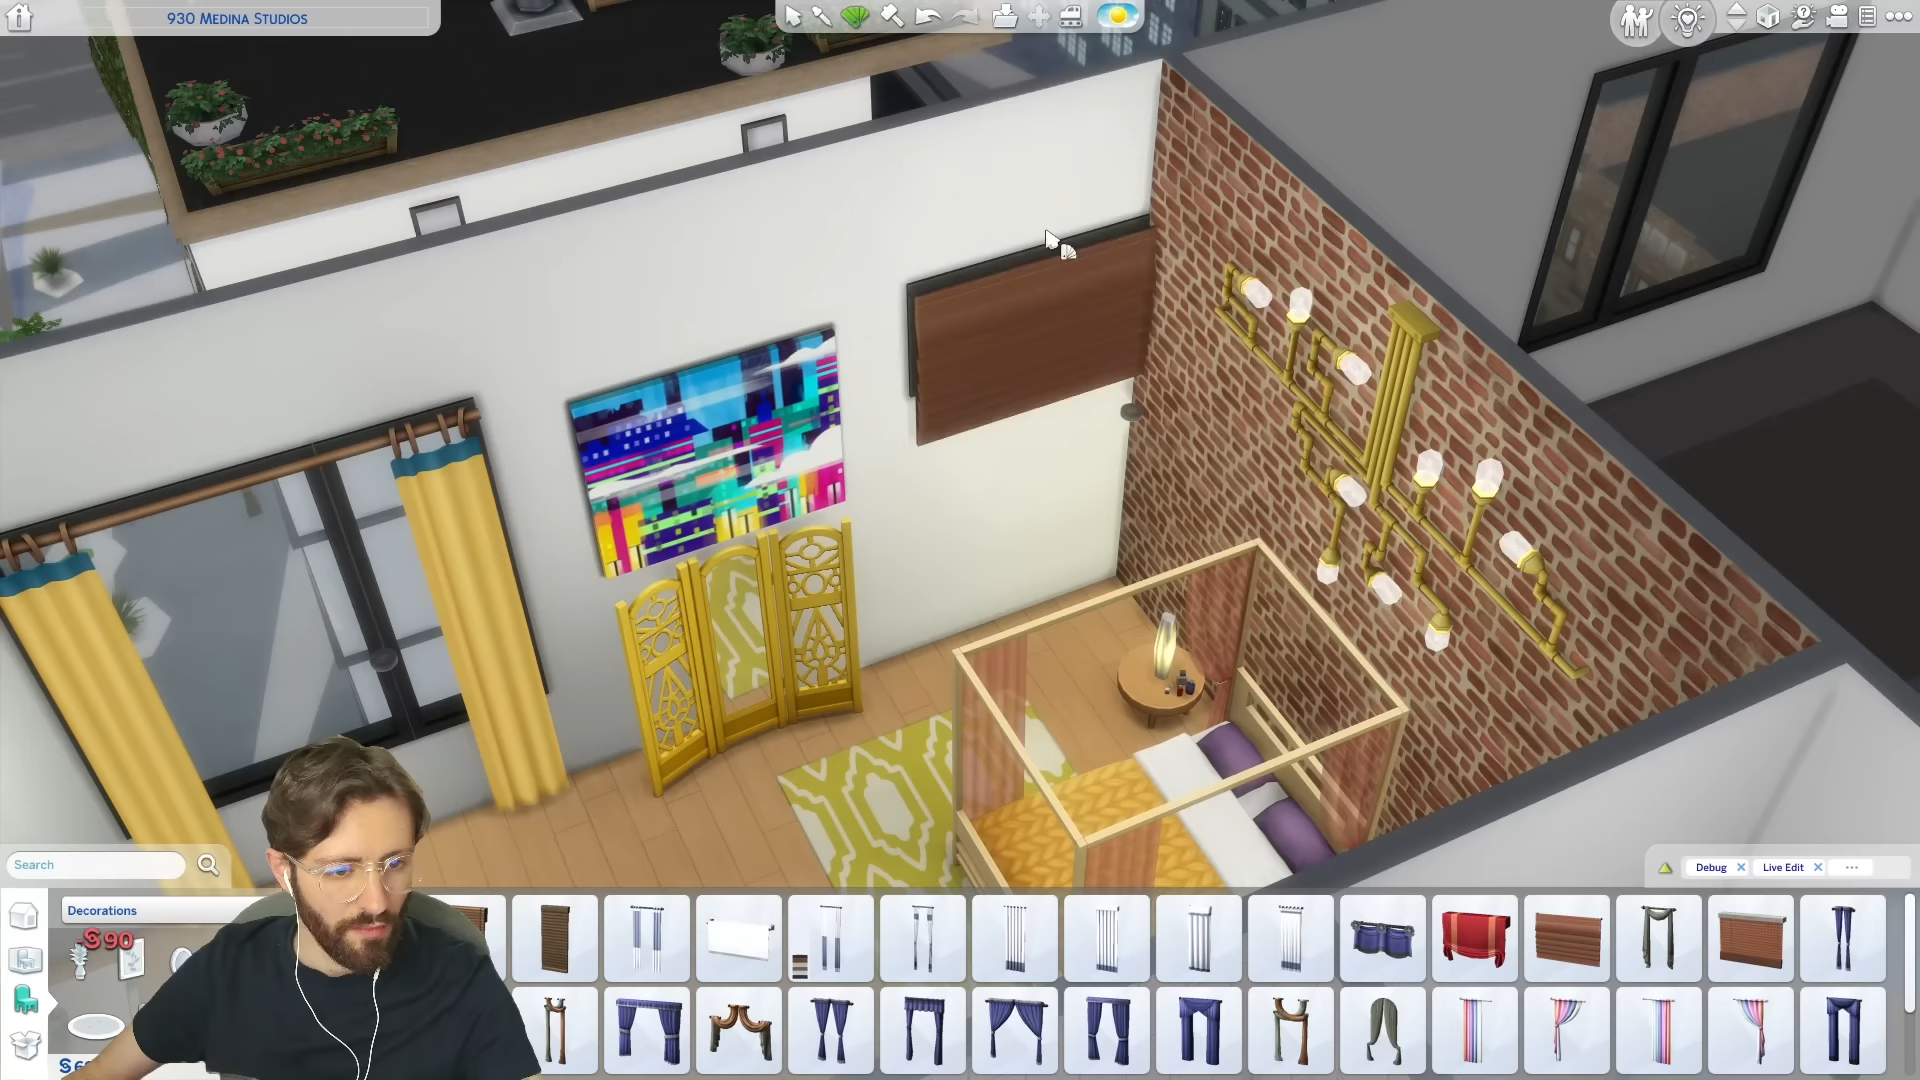 930 Medina Studios
Search
Debug
Live Edit
Decorations
§90